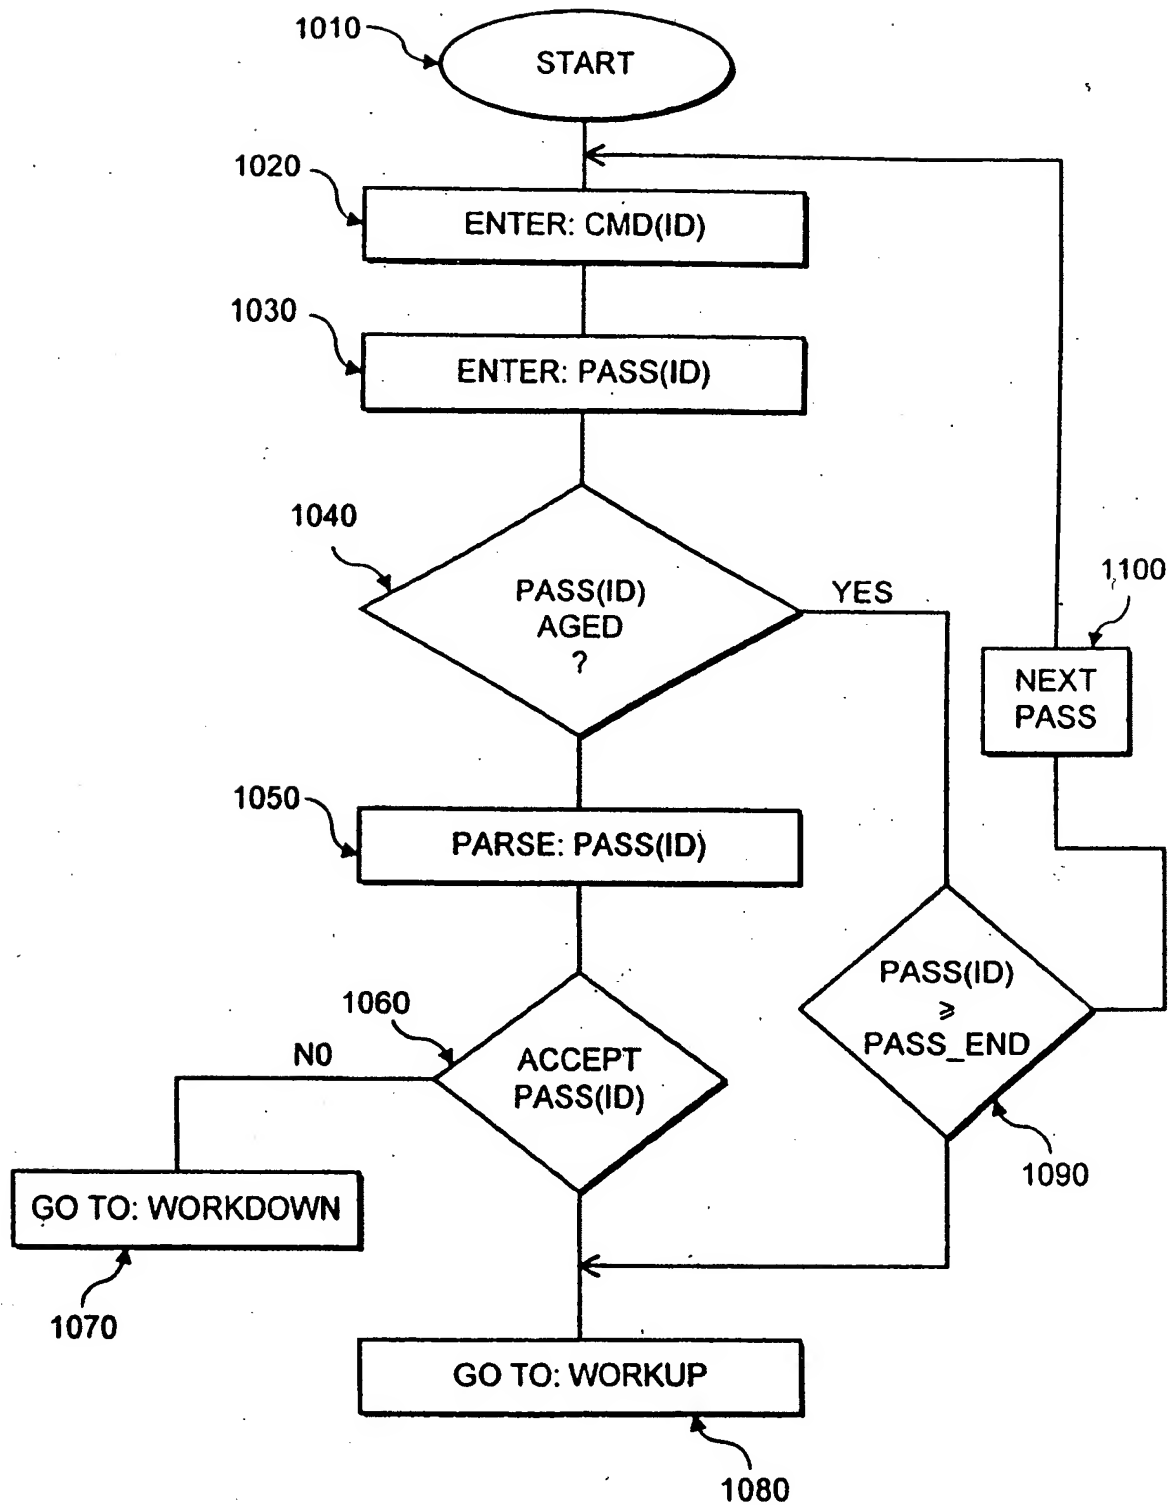 1010
START
1020
ENTER: CMD(ID)
1030
ENTER: PASS(ID)
1040
PASS(ID)
AGED
?
YES
1100
NEXT
PASS
1050
PARSE: PASS(ID)
PASS(ID)
≥
PASS_END
1090
1060
ACCEPT
PASS(ID)
N0
GO TO: WORKDOWN
1070
GO TO: WORKUP
1080